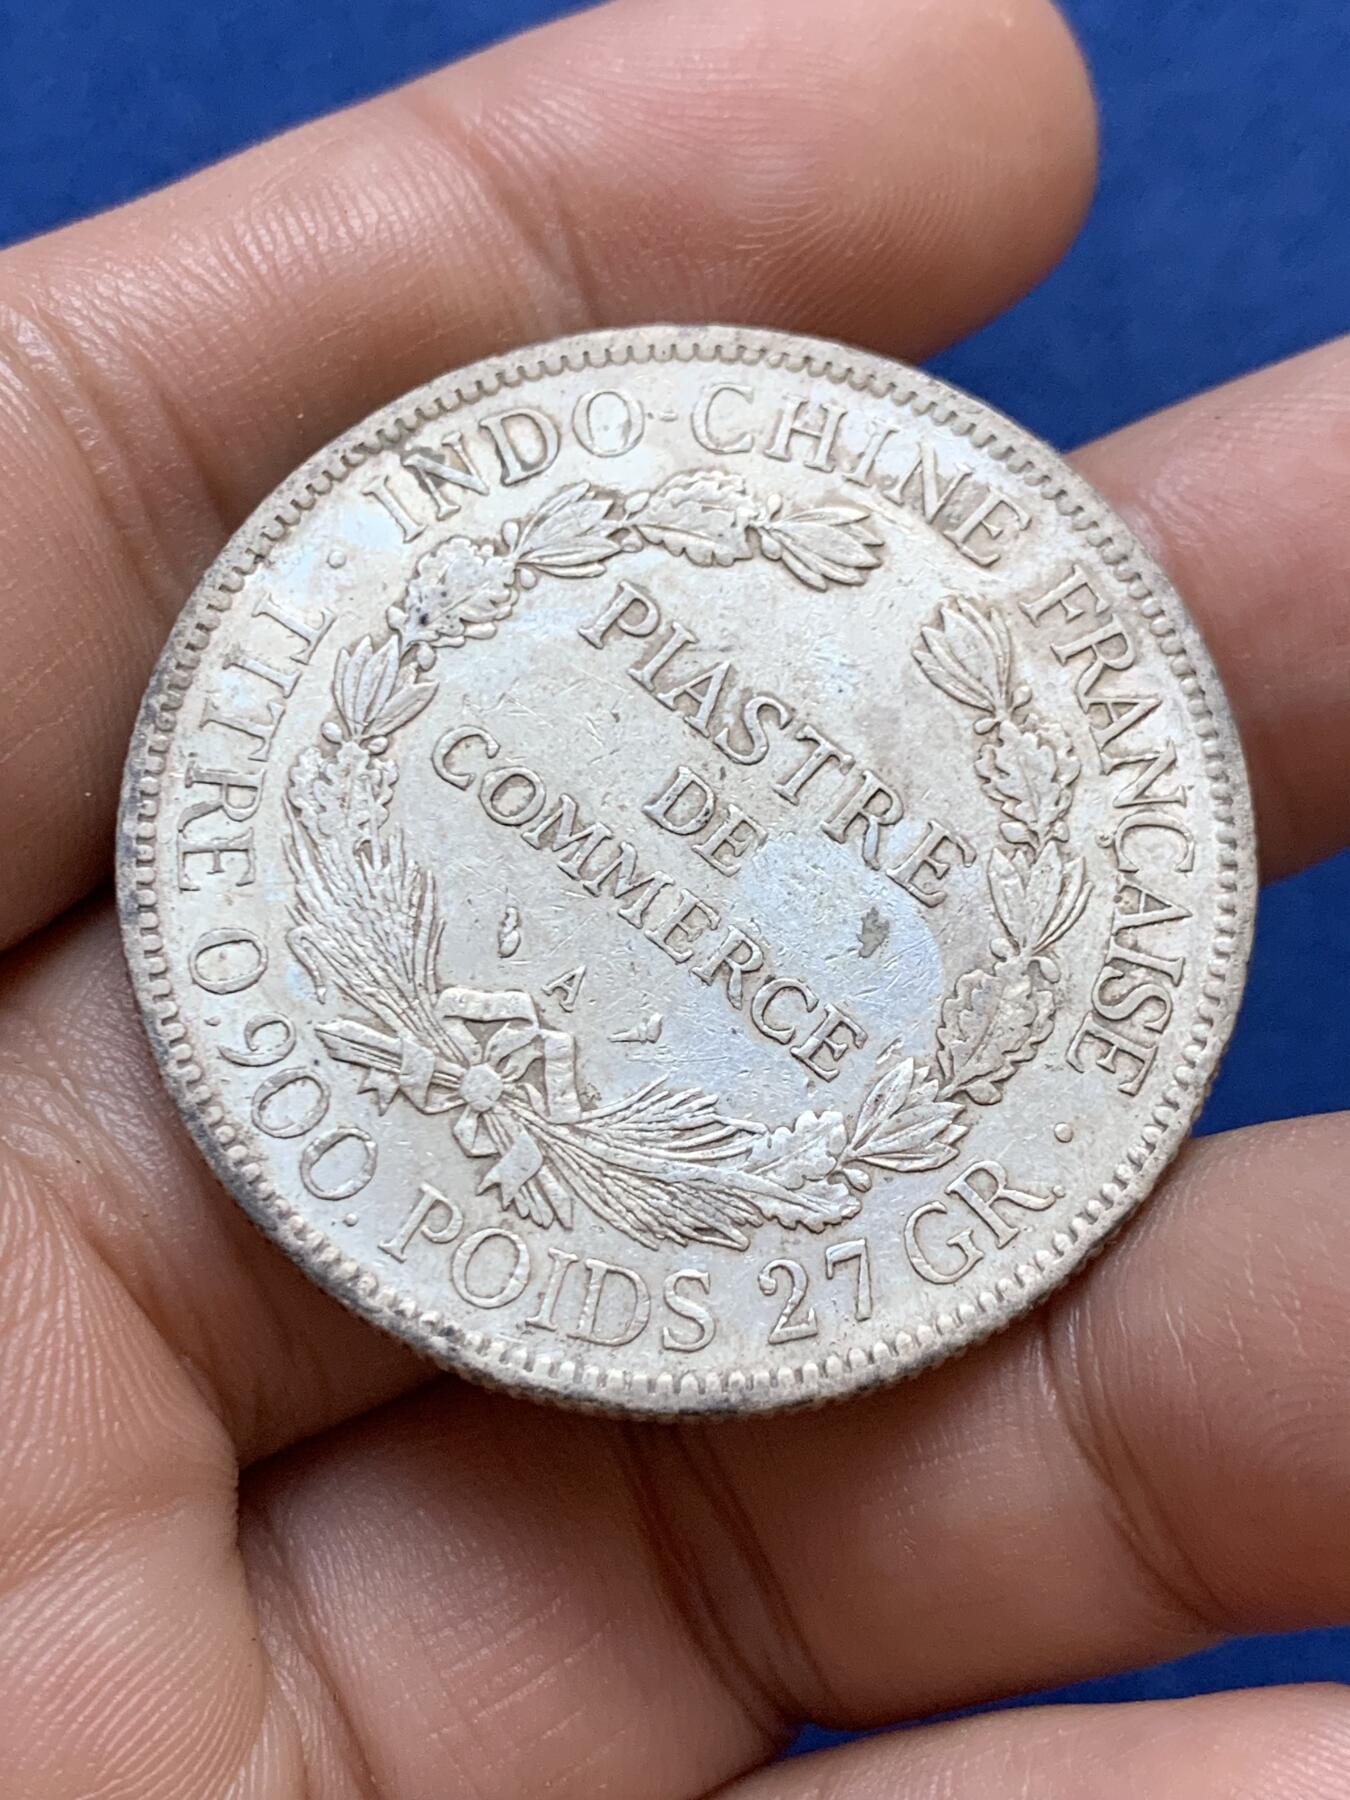 INDO-CHINE FRANÇAISE
PIASTRE
DE
COMMERCE
A
TITRE 0,900. POIDS 27 GR.